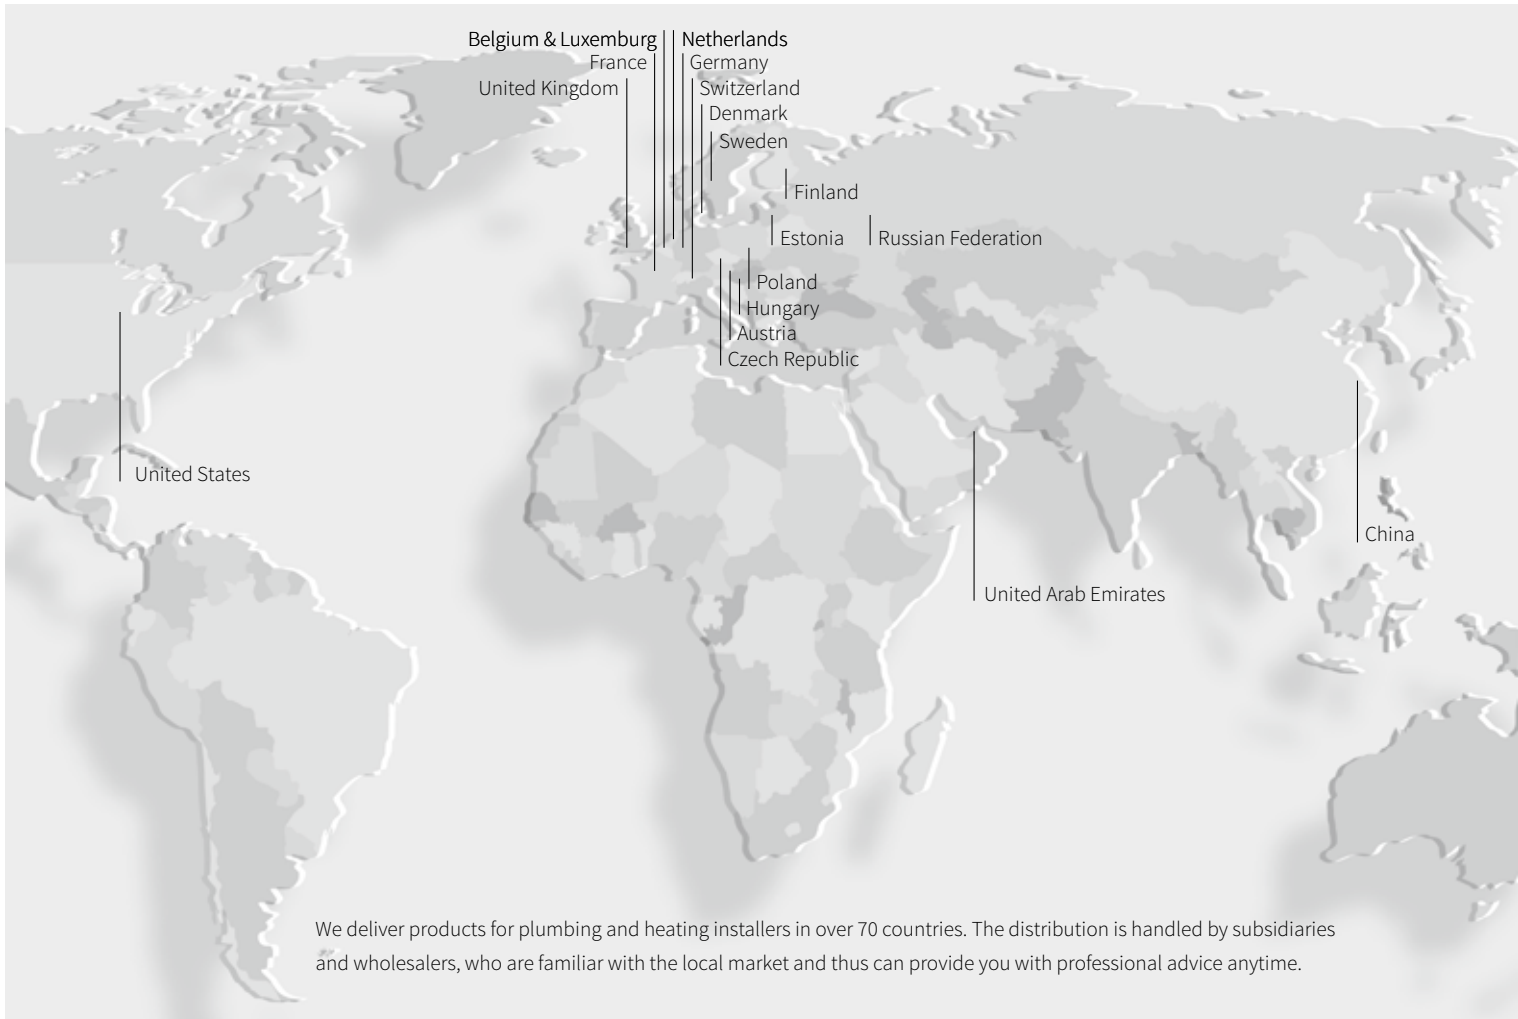 Belgium & Luxemburg
Netherlands
France
Germany
United Kingdom
Switzerland
Denmark
Sweden
Finland
Estonia
Russian Federation
Poland
Hungary
Austria
Czech Republic
United States
China
United Arab Emirates
We deliver products for plumbing and heating installers in over 70 countries. The distribution is handled by subsidiaries
and wholesalers, who are familiar with the local market and thus can provide you with professional advice anytime.